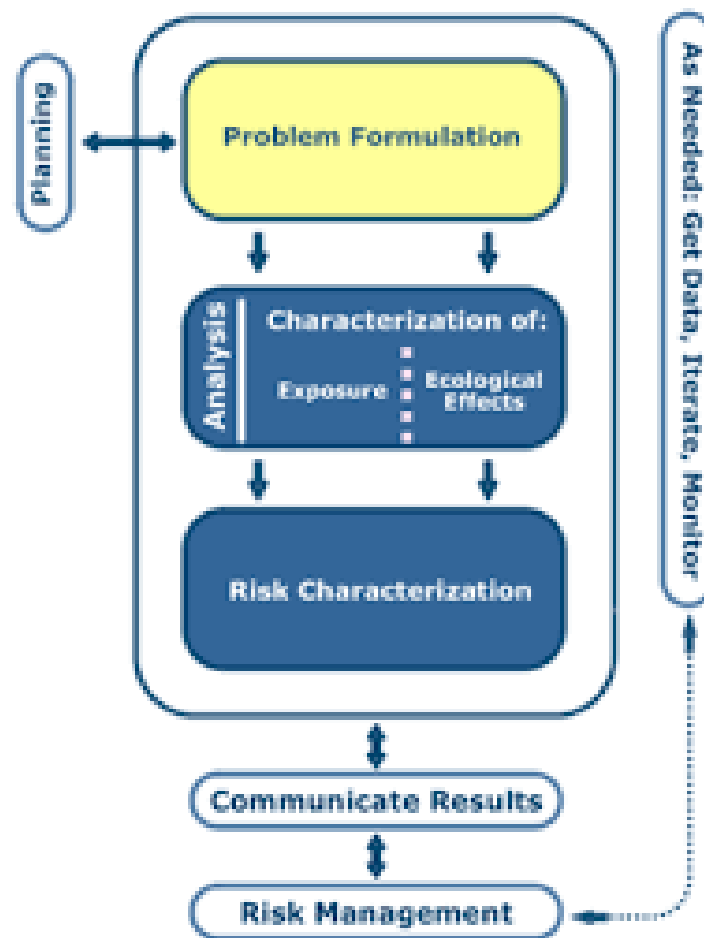 Planning
Problem Formulation
Analysis
Characterization of:
Exposure
Ecological
Effects
Risk Characterization
Communicate Results
Risk Management
As Needed: Get Data, Iterate, Monitor